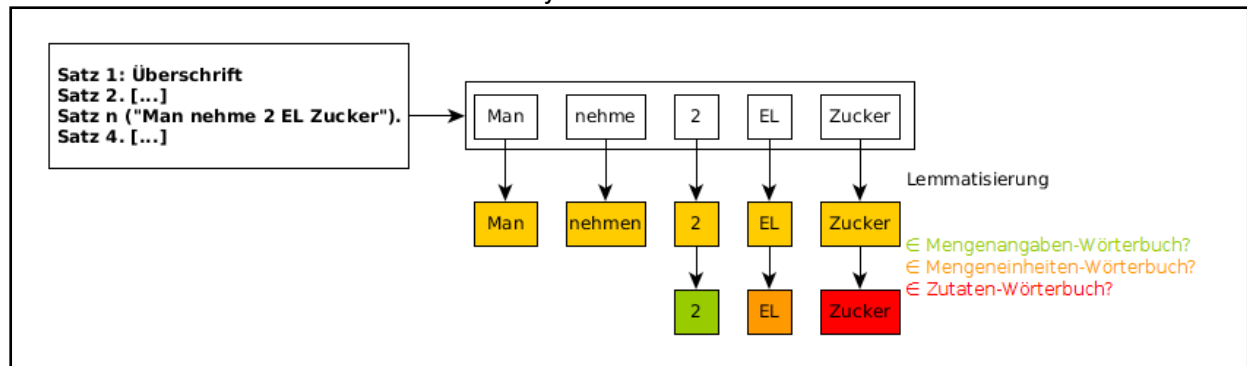 Satz 1: Überschrift
Satz 2. [...]
Satz n ("Man nehme 2 EL Zucker").
Satz 4. [...]
Man nehme 2 EL Zucker
Lemmatisierung
Man nehmen 2 EL Zucker
∈ Mengenangaben-Wörterbuch?
∈ Mengeneinheiten-Wörterbuch?
∈ Zutaten-Wörterbuch?
2 EL Zucker